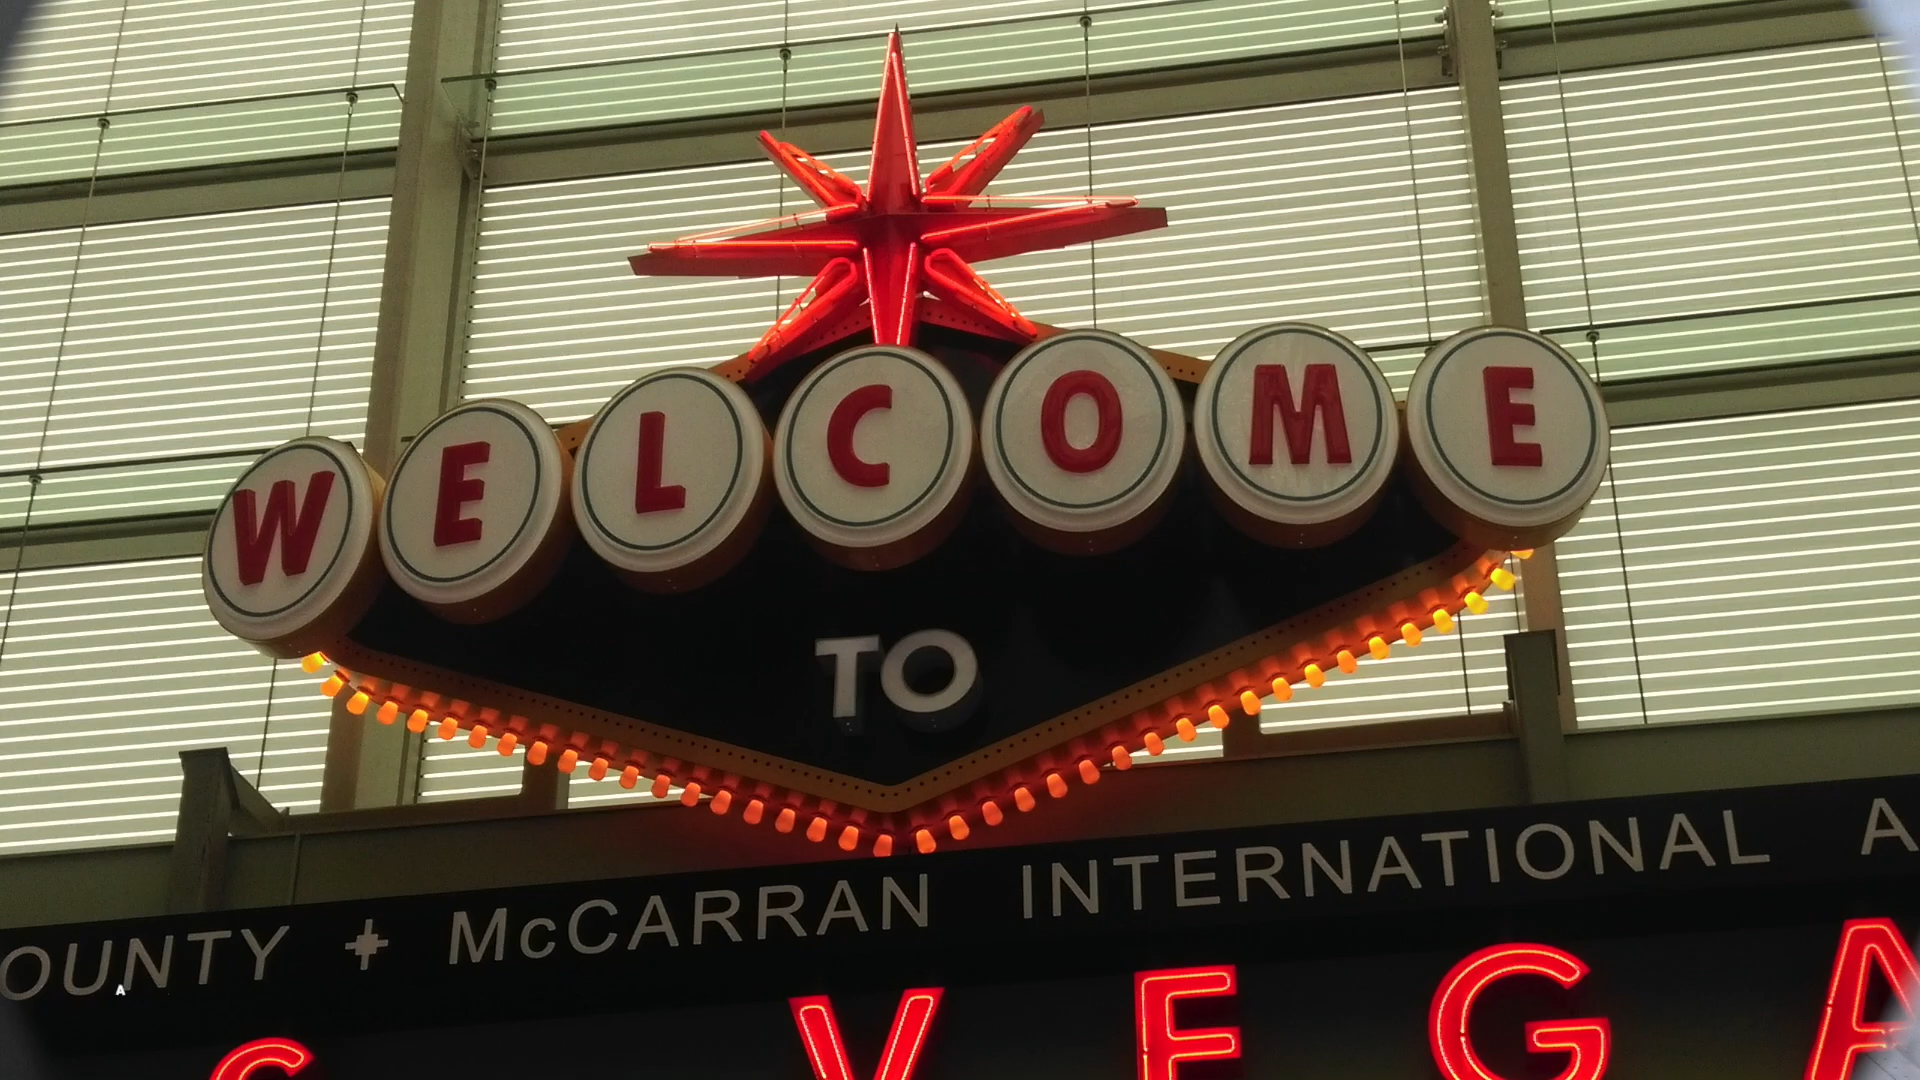 WELCOME
TO
OUNTY + McCARRAN INTERNATIONAL A
S VEGA
A